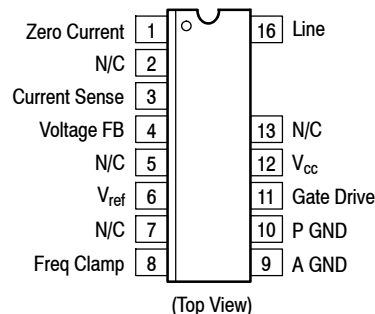 Zero Current 1 16 Line
N/C 2
Current Sense 3
Voltage FB 4 13 N/C
N/C 5 12 Vcc
Vref 6 11 Gate Drive
N/C 7 10 P GND
Freq Clamp 8 9 A GND
(Top View)